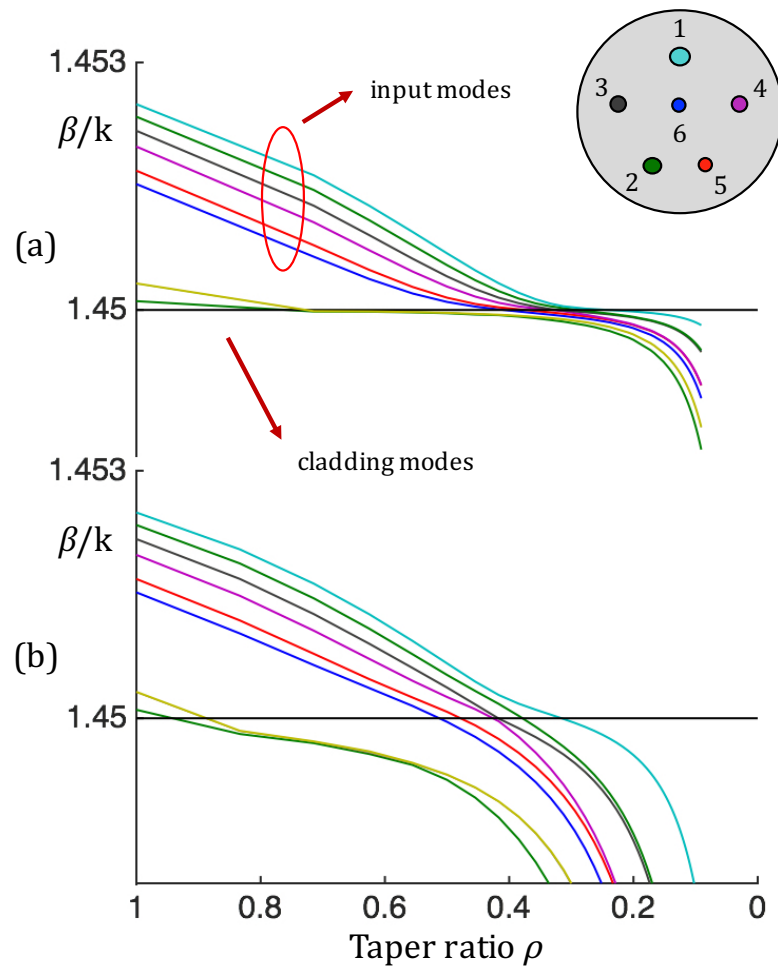 1
1.453
input modes
3
4
β/k
6
2
5
(a)
1.45
cladding modes
1.453
β/k
(b)
1.45
1
0.8
0.6
0.4
0.2
0
Taper ratio ρ